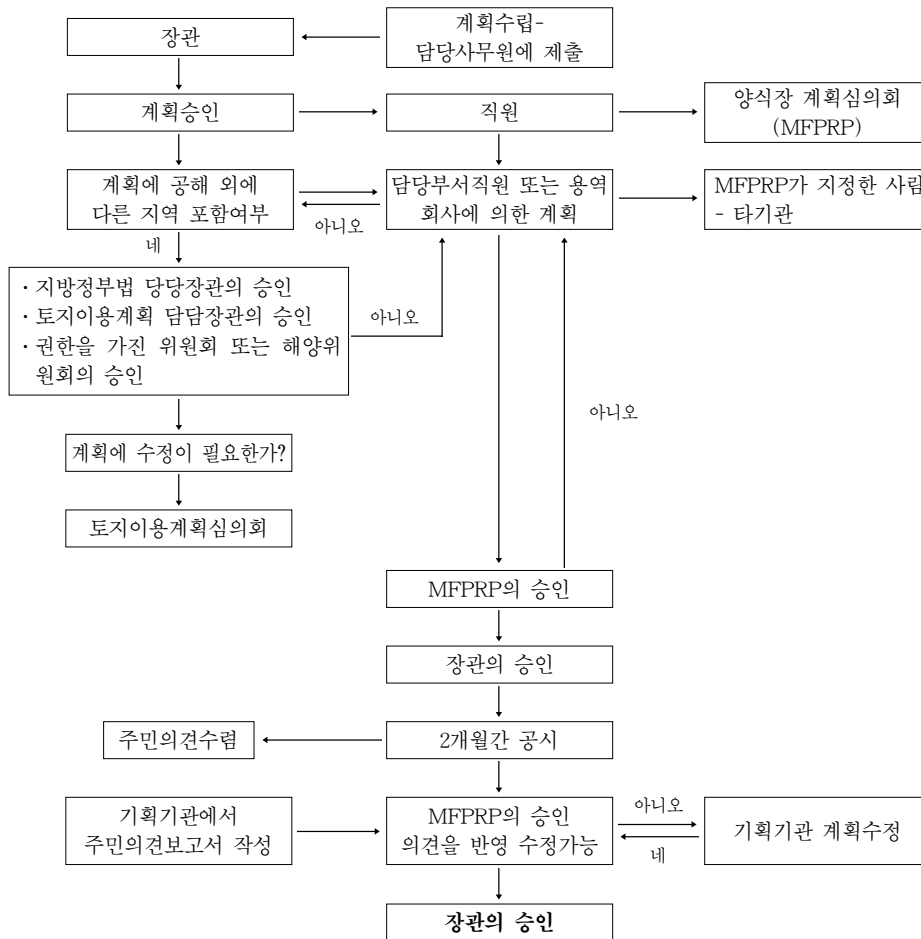 계획수립-
담당사무원에 제출
장관
계획승인
직원
양식장 계획심의회
(MFPRP)
계획에 공해 외에
다른 지역 포함여부
아니오
담당부서직원 또는 용역
회사에 의한 계획
MFPRP가 지정한 사람
- 타기관
네
· 지방정부법 당당장관의 승인
· 토지이용계획 담담장관의 승인
· 권한을 가진 위원회 또는 해양위
원회의 승인
아니오
아니오
계획에 수정이 필요한가?
토지이용계획심의회
MFPRP의 승인
장관의 승인
주민의견수렴
2개월간 공시
기획기관에서
주민의견보고서 작성
MFPRP의 승인
의견을 반영 수정가능
아니오
네
기획기관 계획수정
장관의 승인